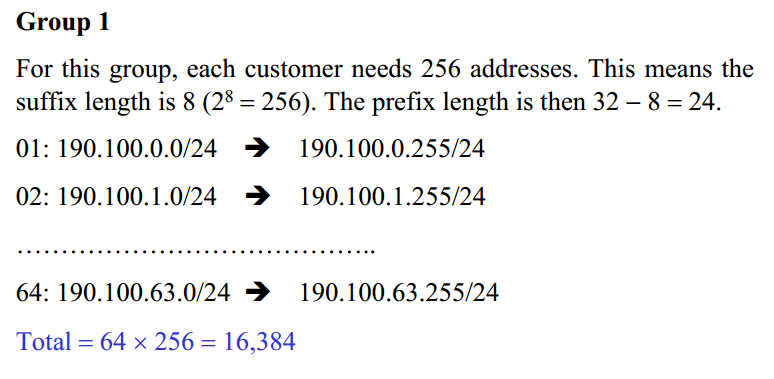 Group 1
For this group, each customer needs 256 addresses. This means the
suffix length is 8 (2⁸ = 256). The prefix length is then 32 – 8 = 24.
01: 190.100.0.0/24 ➔ 190.100.0.255/24
02: 190.100.1.0/24 ➔ 190.100.1.255/24
…………………………………..
64: 190.100.63.0/24 ➔ 190.100.63.255/24
Total = 64 × 256 = 16,384